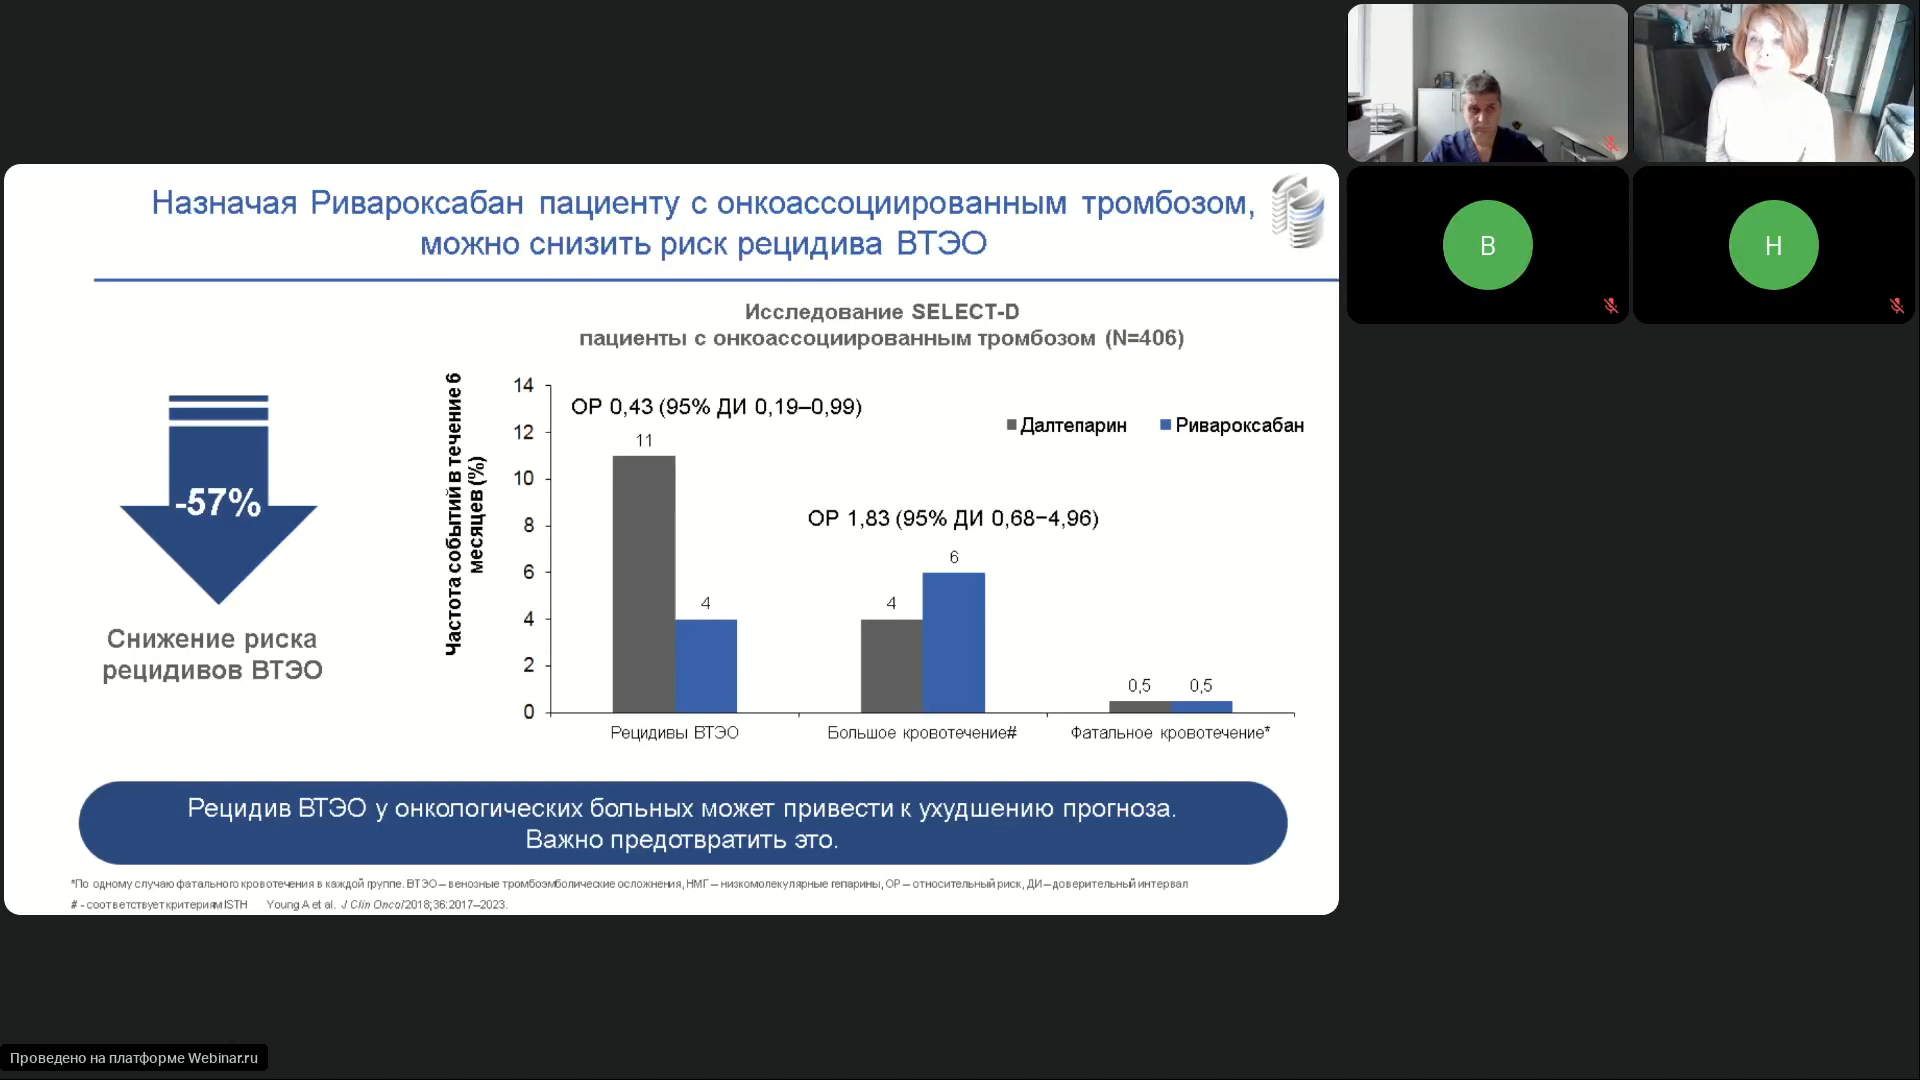 Назначая Ривароксабан пациенту с онкоассоциированным тромбозом,
можно снизить риск рецидива ВТЭО
Исследование SELECT-D
пациенты с онкоассоциированным тромбозом (N=406)
-57%
Снижение риска
рецидивов ВТЭО
Частота событий в течение 6
месяцев (%)
14
12
10
8
6
4
2
0
ОР 0,43 (95% ДИ 0,19–0,99)
Далтепарин
Ривароксабан
11
4
ОР 1,83 (95% ДИ 0,68−4,96)
4
6
0,5
0,5
Рецидивы ВТЭО
Большое кровотечение#
Фатальное кровотечение*
Рецидив ВТЭО у онкологических больных может привести к ухудшению прогноза.
Важно предотвратить это.
*По одному случаю фатального кровотечения в каждой группе. ВТЭО – венозные тромбоэмболические осложнения, НМГ – низкомолекулярные гепарины, ОР – относительный риск, ДИ – доверительный интервал
# - соответствует критериям ISTH Young A et al. J Clin Oncol 2018;36:2017–2023.
В
Н
Проведено на платформе Webinar.ru